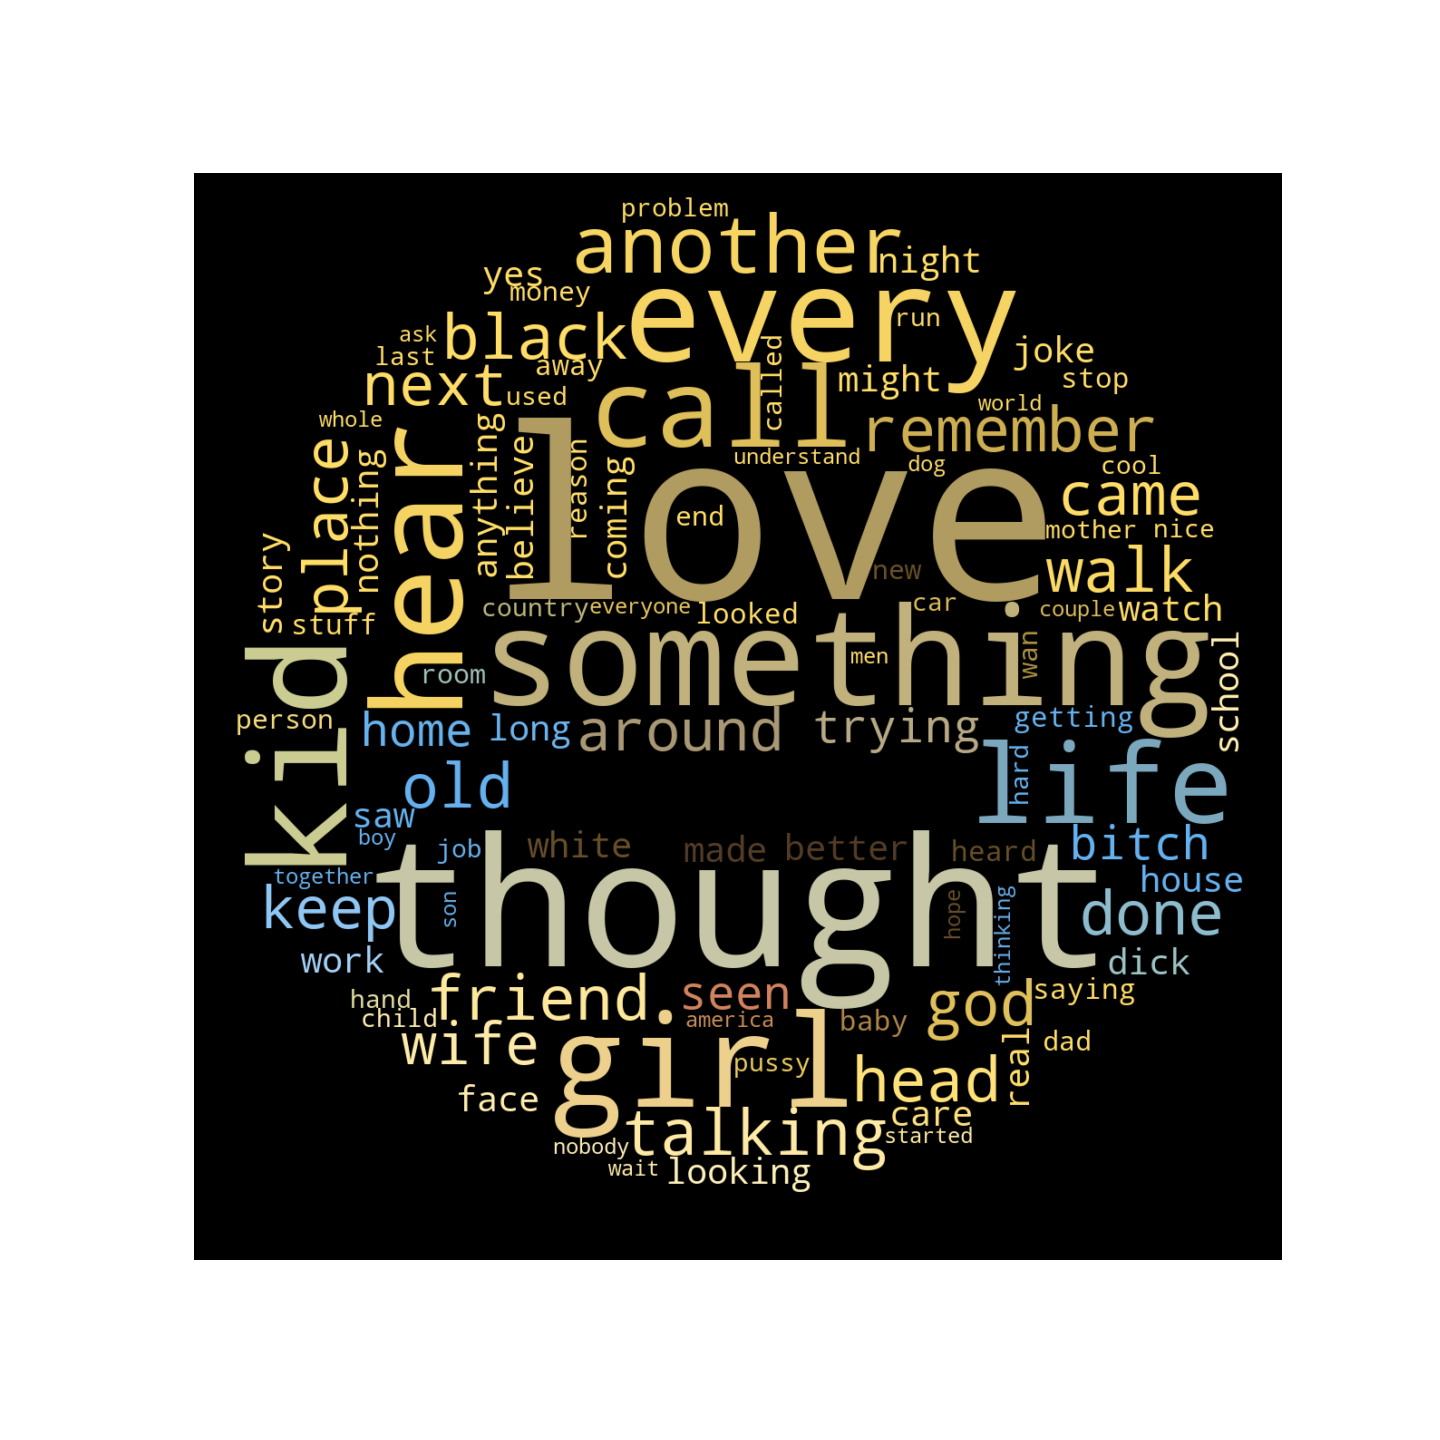 problem
another
night
yes
money
every
run
ask
black
joke
last
away
called
might
stop
next
used
call
world
whole
remember
anything
believe
reason
love
understand
dog
cool
place
nothing
hear
coming
end
came
mother
nice
story
new
walk
stuff
country
everyone
looked
car
couple
watch
something
men
wan
school
kid
room
person
home
long
around
trying
getting
old
life
hard
saw
boy
job
white
made
better
heard
bitch
together
thought
house
keep
son
hope
thinking
done
work
dick
hand
friend
seen
god
saying
child
america
baby
wife
girl
pussy
head
real
dad
face
care
talking
started
nobody
wait
looking